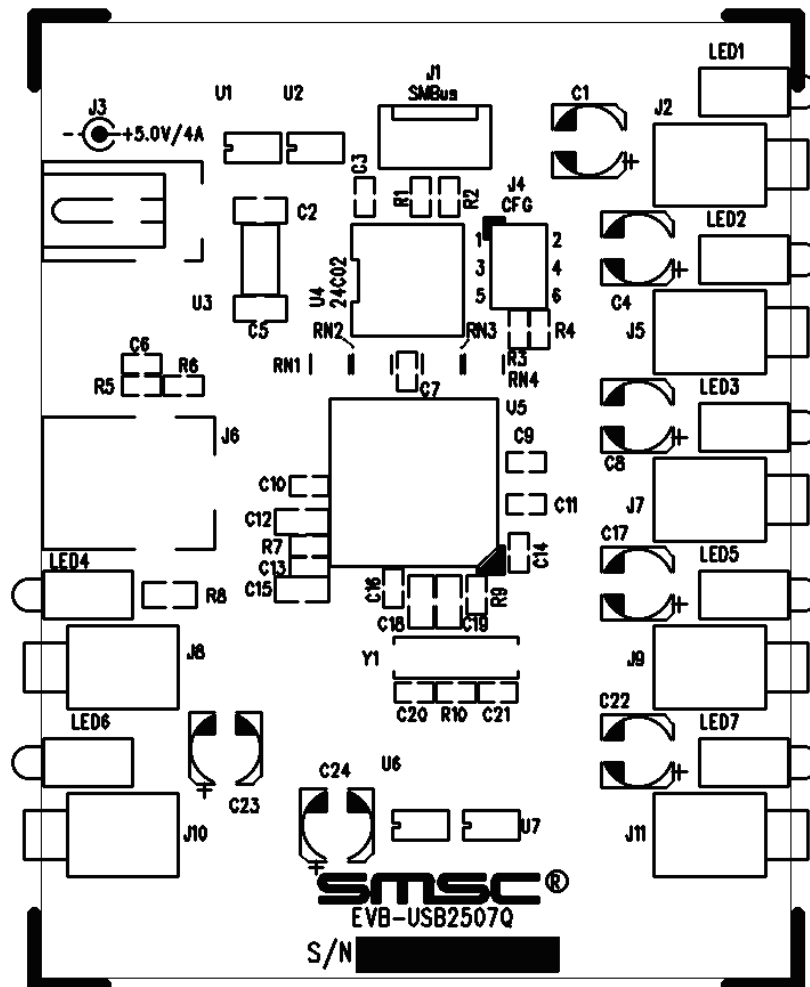 LED1
J1
SMBus
U1 U2
C1
J3
J2
+5.0V/4A
C3
R1
R2
J4
CFG
C2
LED2
1 2
3 4
5 6
U3
U4
24C02
C4
C5
RN2
RN3
R3
R4
J5
C6
R6
RN1
RN4
R5
C7
LED3
U5
J6
C9
C8
C10
C11
J7
C12
R7
C14
C17
LED4
C13
LED5
C15
C16
R9
R8
C18
C19
J8
Y1
J9
C20
R10
C21
C22
LED6
LED7
U6
C24
C23
J10
U7
J11
SMSC®
EVB-USB2507Q
S/N